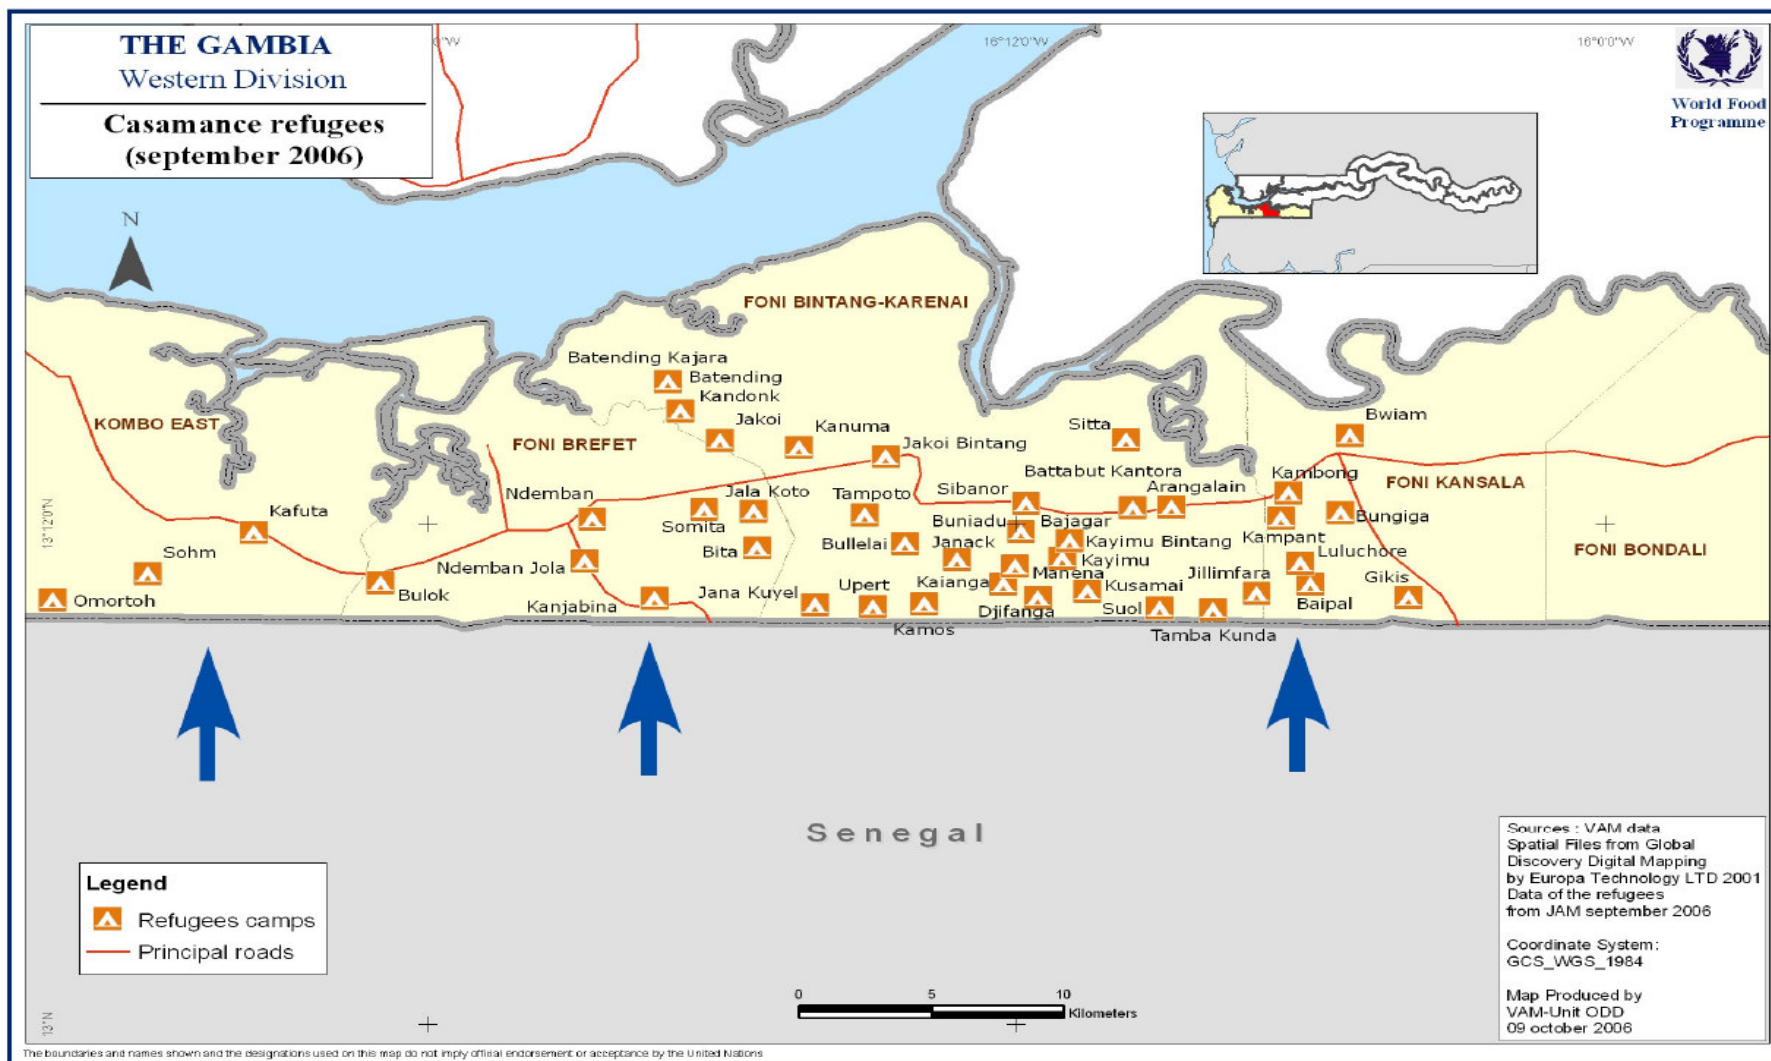 THE GAMBIA
Western Division
Casamance refugees
(september 2006)
0'W
16°12'0"W
16°0'0"W
World Food
Programme
N
FONI BINTANG-KARENAI
Batending Kajara
Batending
Kandonk
Jakoi
Kanuma
Jakoi Bintang
Sitta
Bwiam
KOMBO EAST
FONI BREFET
Battabut Kantora
Kambong
FONI KANSALA
Ndemban
Jala Koto
Tampoto
Sibanor
Arangalain
13°12'0"N
Kafuta
Somita
Buniadu
Bajagar
Bungiga
Kampant
Sohm
Bita
Bullelai
Janack
Kayimu Bintang
Luluchore
FONI BONDALI
Ndemban Jola
Kayimu
Manena
Jillimfara
Gikis
Omortoh
Bulok
Kanjabina
Jana Kuyel
Upert
Kaianga
Kusamai
Baipal
Djifanga
Suol
Kamos
Tamba Kunda
Senegal
Legend
Refugees camps
Principal roads
Sources : VAM data
Spatial Files from Global
Discovery Digital Mapping
by Europa Technology LTD 2001
Data of the refugees
from JAM september 2006
Coordinate System:
GCS_WGS_1984
Map Produced by
VAM-Unit ODD
09 october 2006
0 5 10
Kilometers
13°N
The boundaries and names shown and the designations used on this map do not imply official endorsement or acceptance by the United Nations